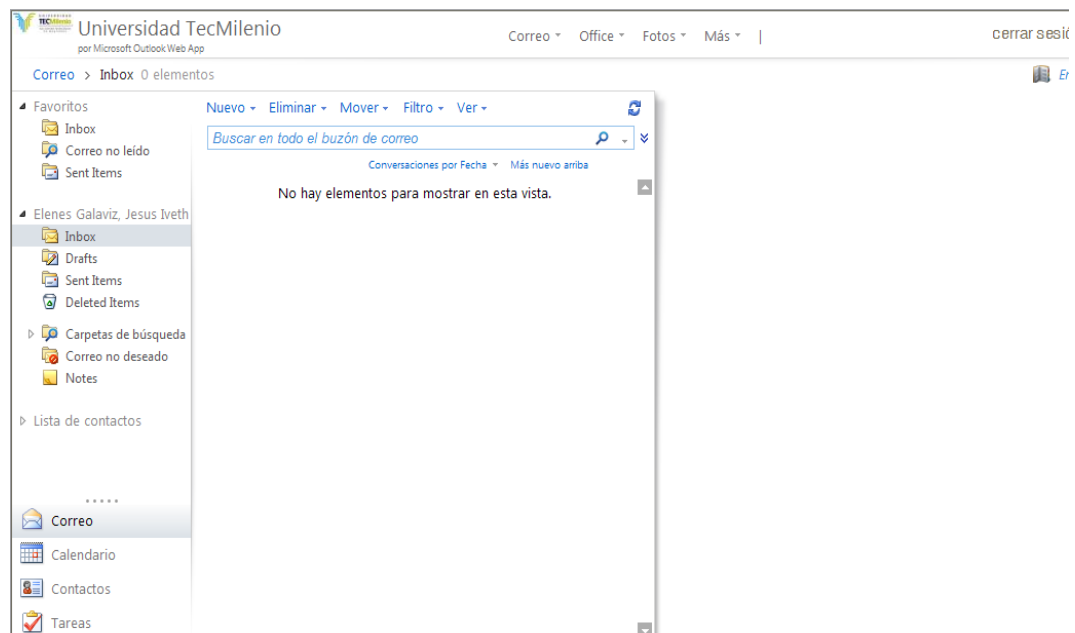 Universidad TecMilenio
por Microsoft Outlook Web App
Correo Office Fotos Más |
cerrar sesió
Correo > Inbox 0 elementos
En
Favoritos
Inbox
Correo no leído
Sent Items
Elenes Galaviz, Jesus Iveth
Inbox
Drafts
Sent Items
Deleted Items
Carpetas de búsqueda
Correo no deseado
Notes
Lista de contactos
Correo
Calendario
Contactos
Tareas
Nuevo Eliminar Mover Filtro Ver
Buscar en todo el buzón de correo
Conversaciones por Fecha Más nuevo arriba
No hay elementos para mostrar en esta vista.